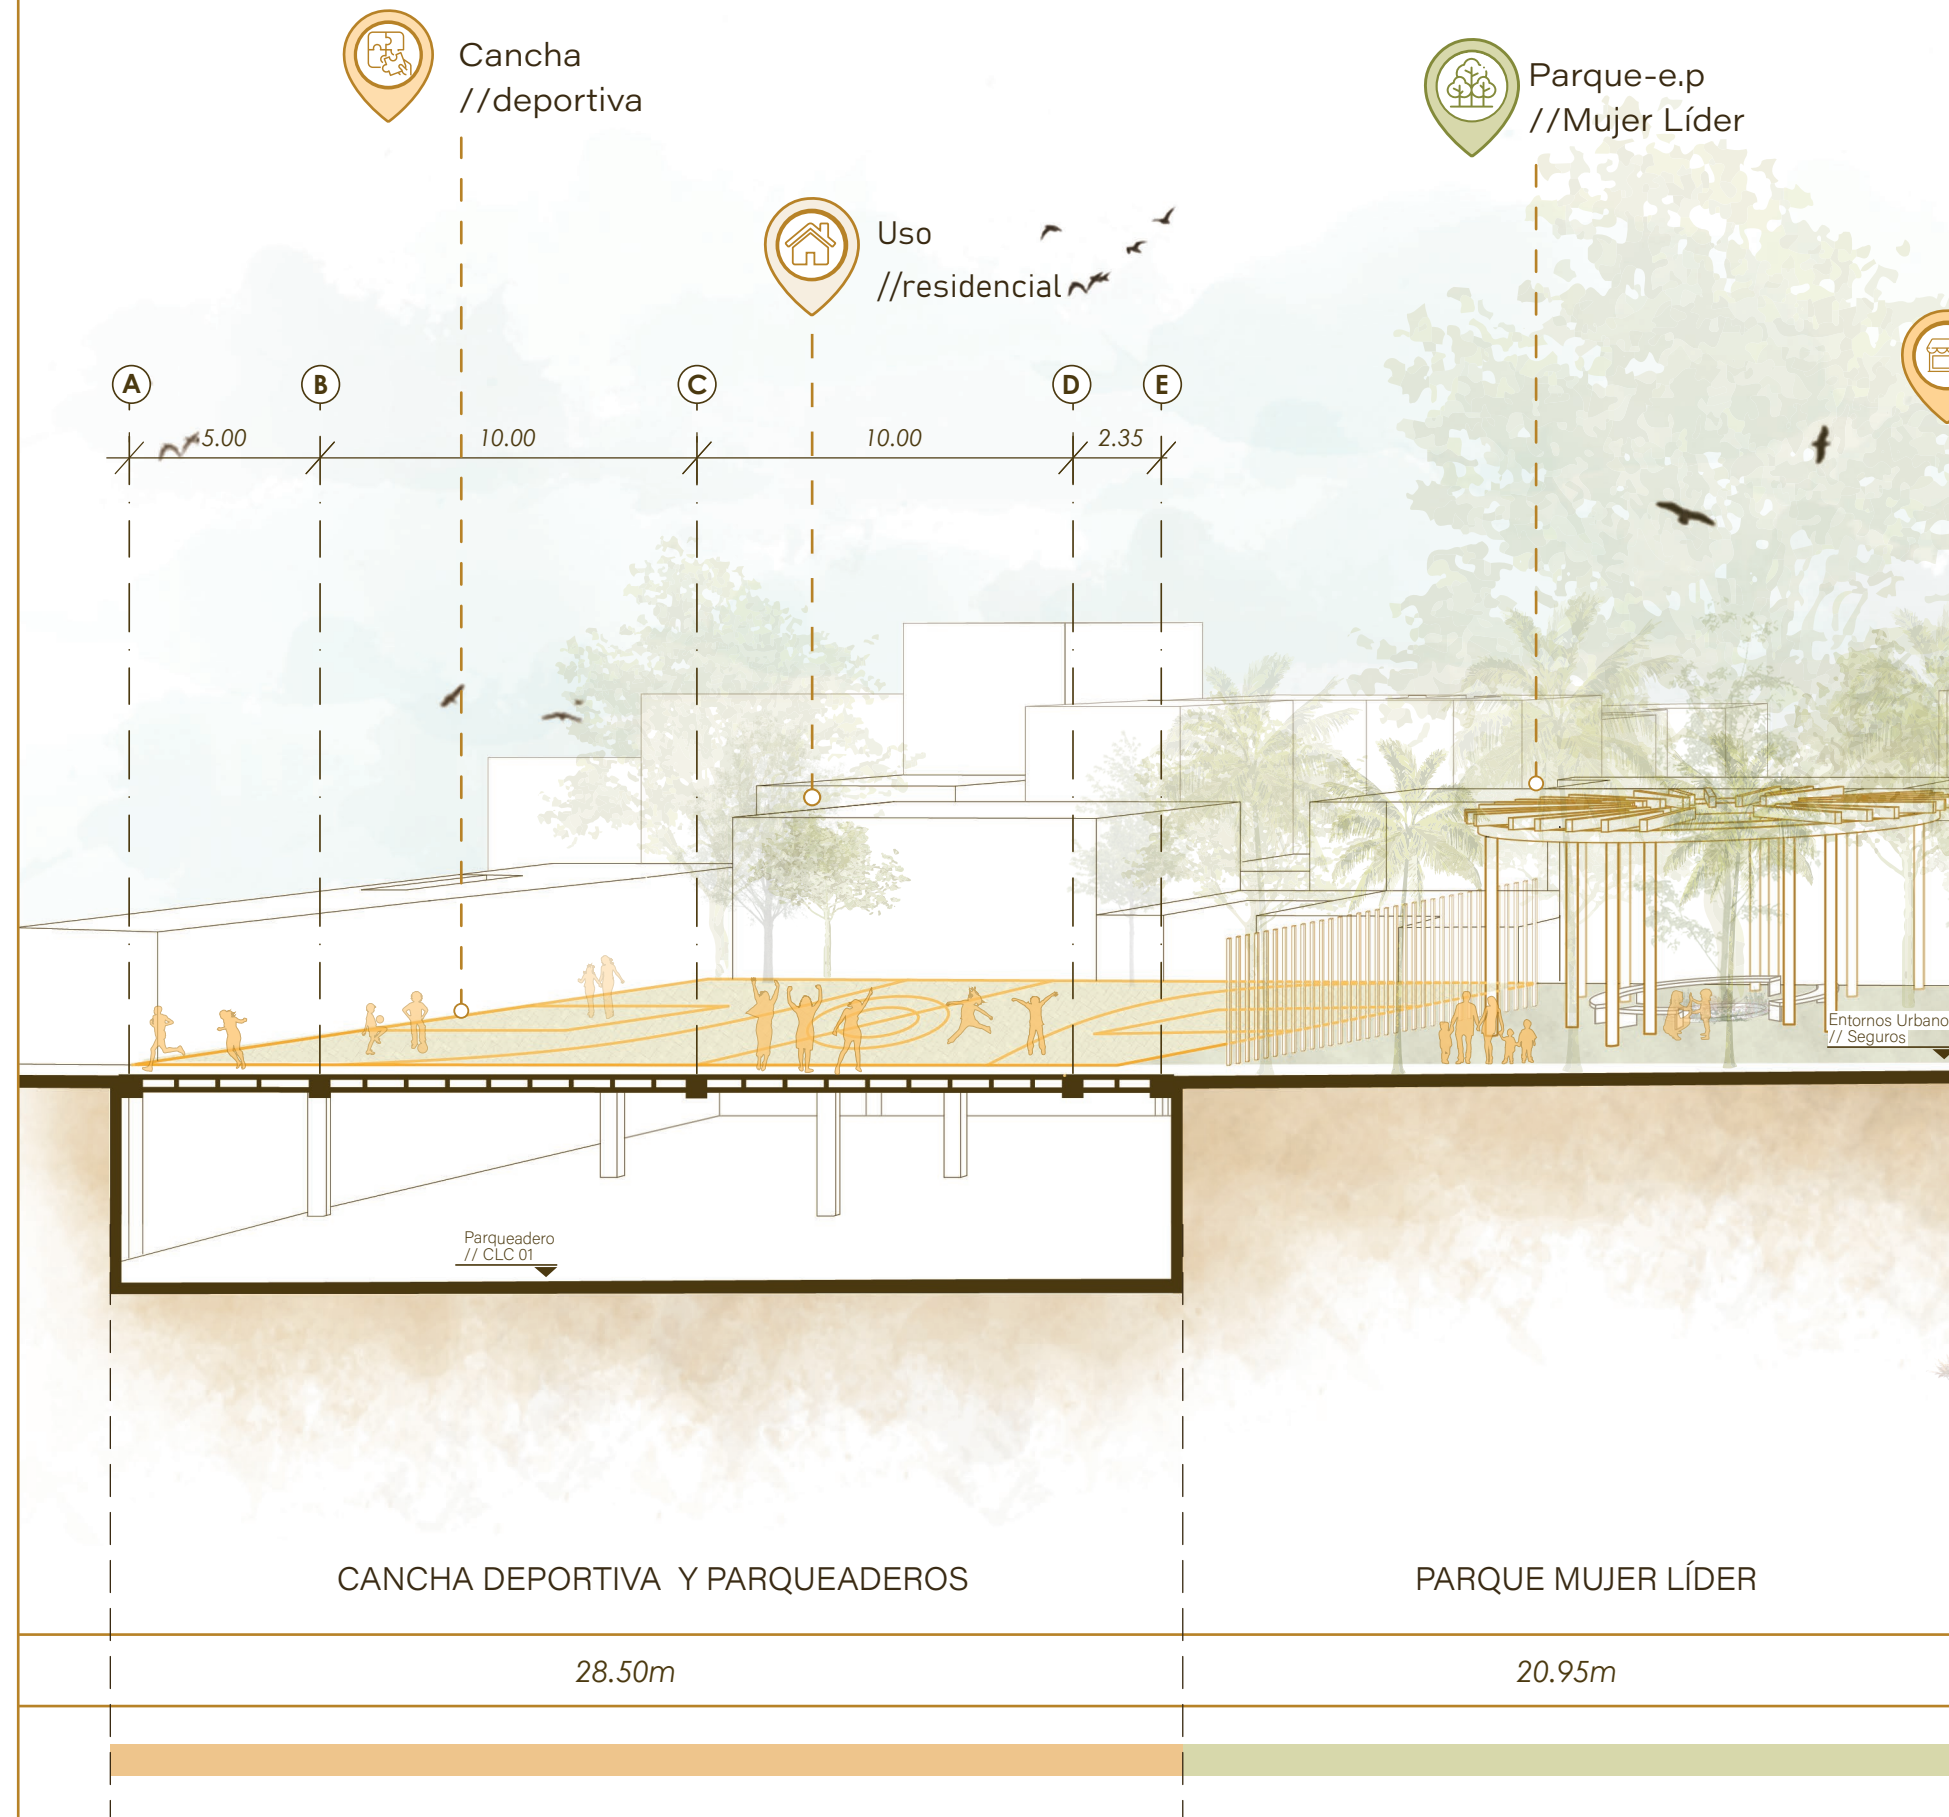 Cancha
//deportiva
Parque-e.p
//Mujer Líder
Uso
//residencial
A
B
C
D
E
5.00
10.00
10.00
2.35
Entornos Urbano
// Seguros
Parqueadero
// CLC 01
CANCHA DEPORTIVA Y PARQUEADEROS
PARQUE MUJER LÍDER
28.50m
20.95m